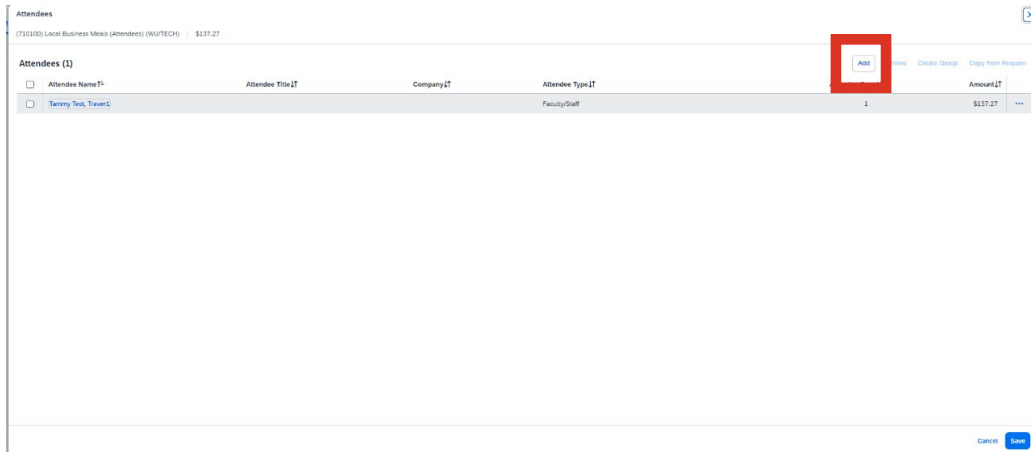 Attendees
(710100) Local Business Meals (Attendees) (WU/TECH) | $137.27
Attendees (1)
Add Create Group Copy from Request
Attendee Name Attendee Title Company Attendee Type Amount
Tammy Test, Traver1 Faculty/Staff 1 $137.27 •••
Cancel Save